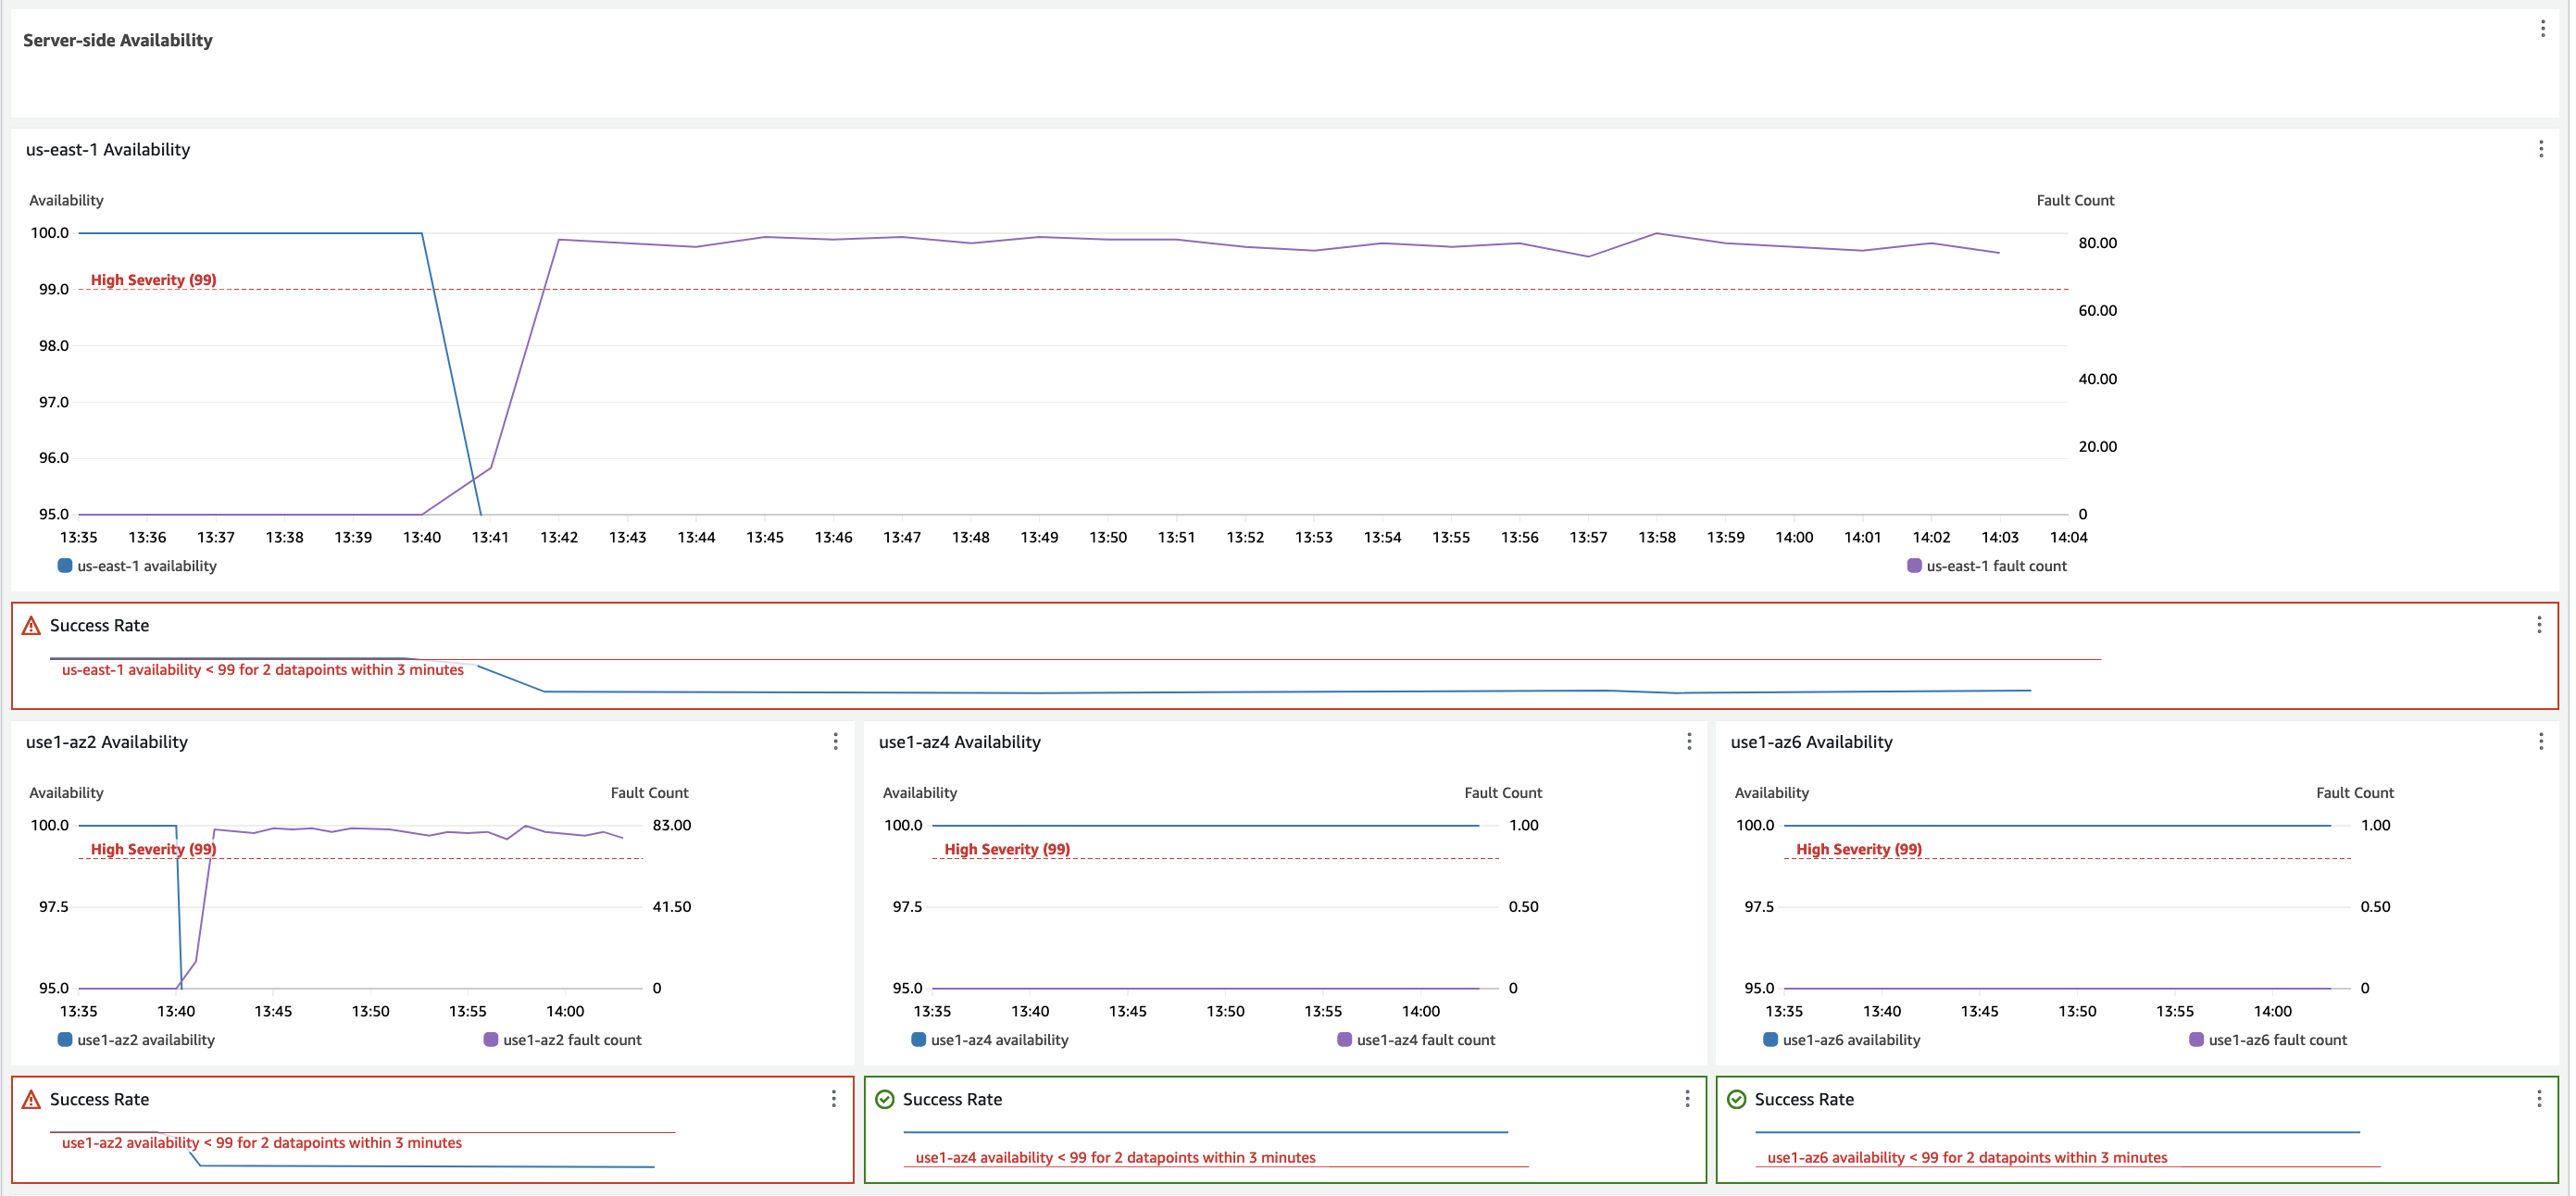 Server-side Availability
us-east-1 Availability
Availability Fault Count
100.0
80.00
High Severity (99)
99.0
60.00
98.0
40.00
97.0
20.00
96.0
95.0 0
13:35 13:36 13:37 13:38 13:39 13:40 13:41 13:42 13:43 13:44 13:45 13:46 13:47 13:48 13:49 13:50 13:51 13:52 13:53 13:54 13:55 13:56 13:57 13:58 13:59 14:00 14:01 14:02 14:03 14:04
us-east-1 availability us-east-1 fault count
Success Rate
us-east-1 availability < 99 for 2 datapoints within 3 minutes
use1-az2 Availability
Availability Fault Count
100.0 83.00
High Severity (99)
97.5 41.50
95.0 0
13:35 13:40 13:45 13:50 13:55 14:00
use1-az2 availability use1-az2 fault count
use1-az4 Availability
Availability Fault Count
100.0 1.00
High Severity (99)
97.5 0.50
95.0 0
13:35 13:40 13:45 13:50 13:55 14:00
use1-az4 availability use1-az4 fault count
use1-az6 Availability
Availability Fault Count
100.0 1.00
High Severity (99)
97.5 0.50
95.0 0
13:35 13:40 13:45 13:50 13:55 14:00
use1-az6 availability use1-az6 fault count
Success Rate
use1-az2 availability < 99 for 2 datapoints within 3 minutes
Success Rate
use1-az4 availability < 99 for 2 datapoints within 3 minutes
Success Rate
use1-az6 availability < 99 for 2 datapoints within 3 minutes